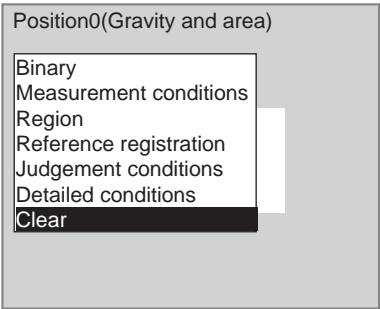 Position0(Gravity and area)
Binary
Measurement conditions
Region
Reference registration
Judgement conditions
Detailed conditions
Clear